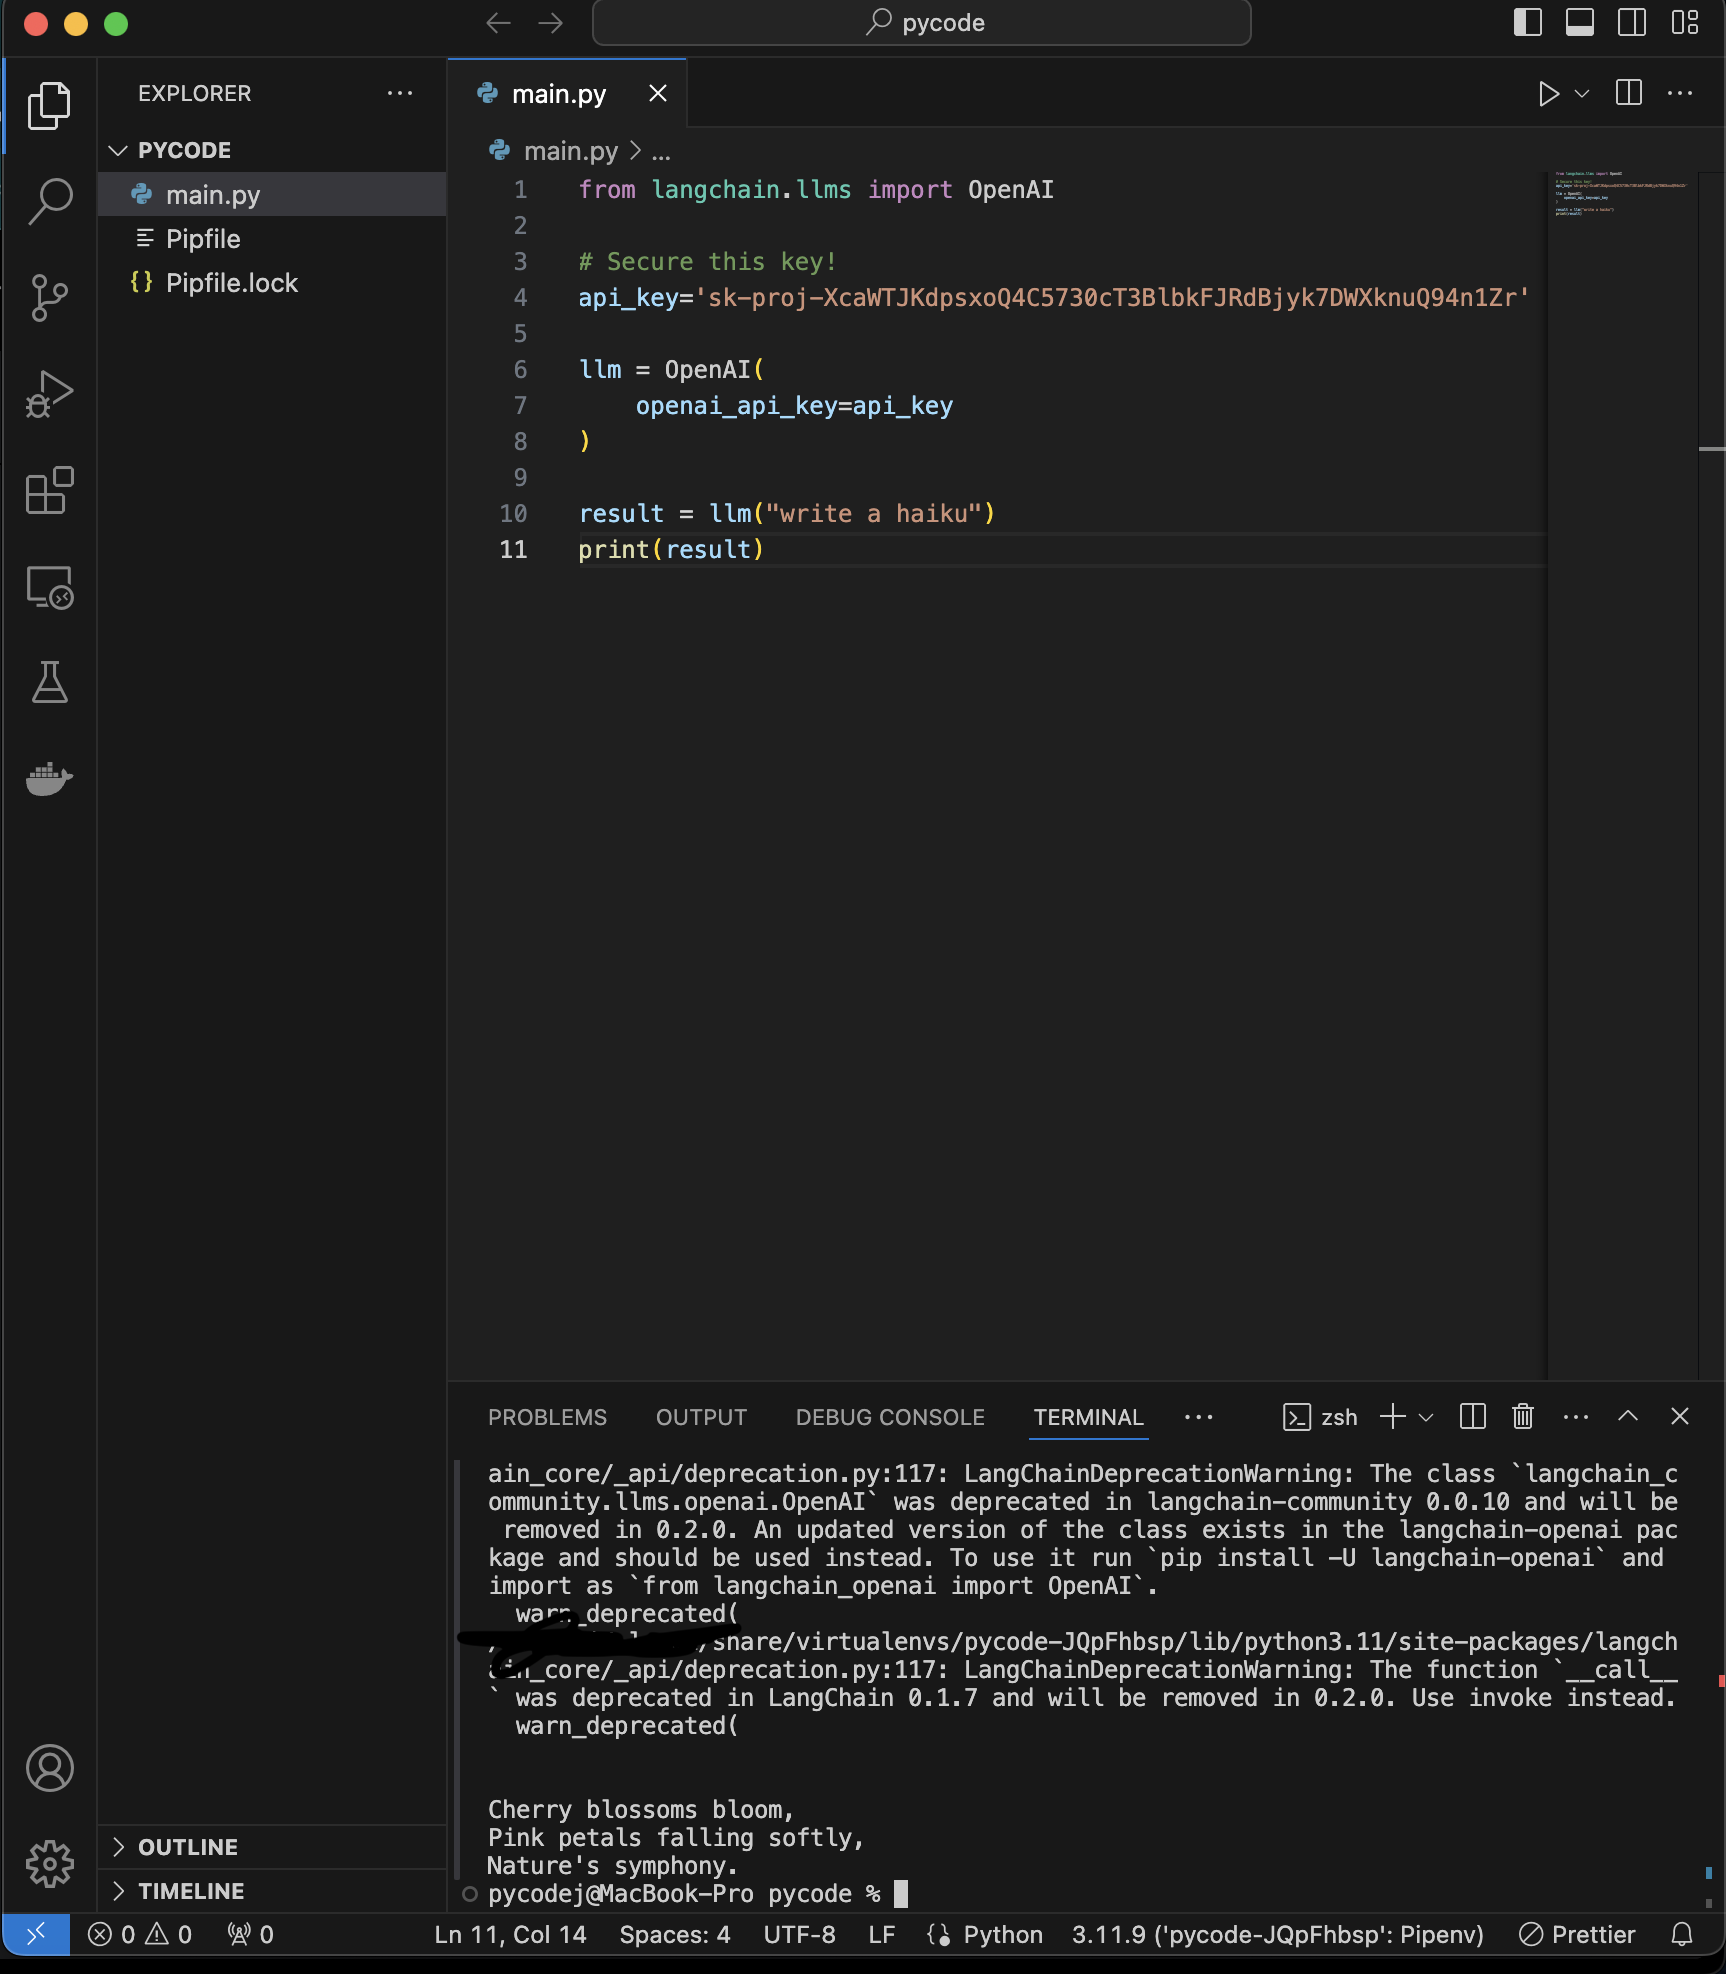 pycode
EXPLORER
PYCODE
main.py
Pipfile
Pipfile.lock
OUTLINE
TIMELINE
main.py
main.py > ...
1 from langchain.llms import OpenAI
2
3 # Secure this key!
4 api_key='sk-proj-XcaWTJKdpsxoQ4C5730cT3BlbkFJRdBjyk7DWXknuQ94n1Zr'
5
6 llm = OpenAI(
7     openai_api_key=api_key
8 )
9
10 result = llm("write a haiku")
11 print(result)
PROBLEMS OUTPUT DEBUG CONSOLE TERMINAL ... zsh
ain_core/_api/deprecation.py:117: LangChainDeprecationWarning: The class `langchain_c
ommunity.llms.openai.OpenAI` was deprecated in langchain-community 0.0.10 and will be
 removed in 0.2.0. An updated version of the class exists in the langchain-openai pac
kage and should be used instead. To use it run `pip install -U langchain-openai` and
import as `from langchain_openai import OpenAI`.
  warn_deprecated(
/share/virtualenvs/pycode-JQpFhbsp/lib/python3.11/site-packages/langch
ain_core/_api/deprecation.py:117: LangChainDeprecationWarning: The function `__call__
` was deprecated in LangChain 0.1.7 and will be removed in 0.2.0. Use invoke instead.
  warn_deprecated(
Cherry blossoms bloom,
Pink petals falling softly,
Nature's symphony.
pycodej@MacBook-Pro pycode %
0 0 0 Ln 11, Col 14 Spaces: 4 UTF-8 LF Python 3.11.9 ('pycode-JQpFhbsp': Pipenv) Prettier